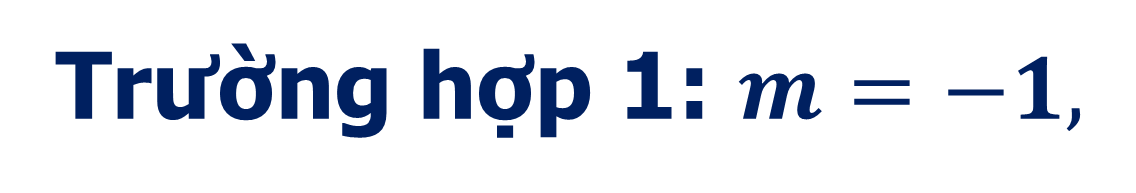 Trường hợp 1: m = −1,